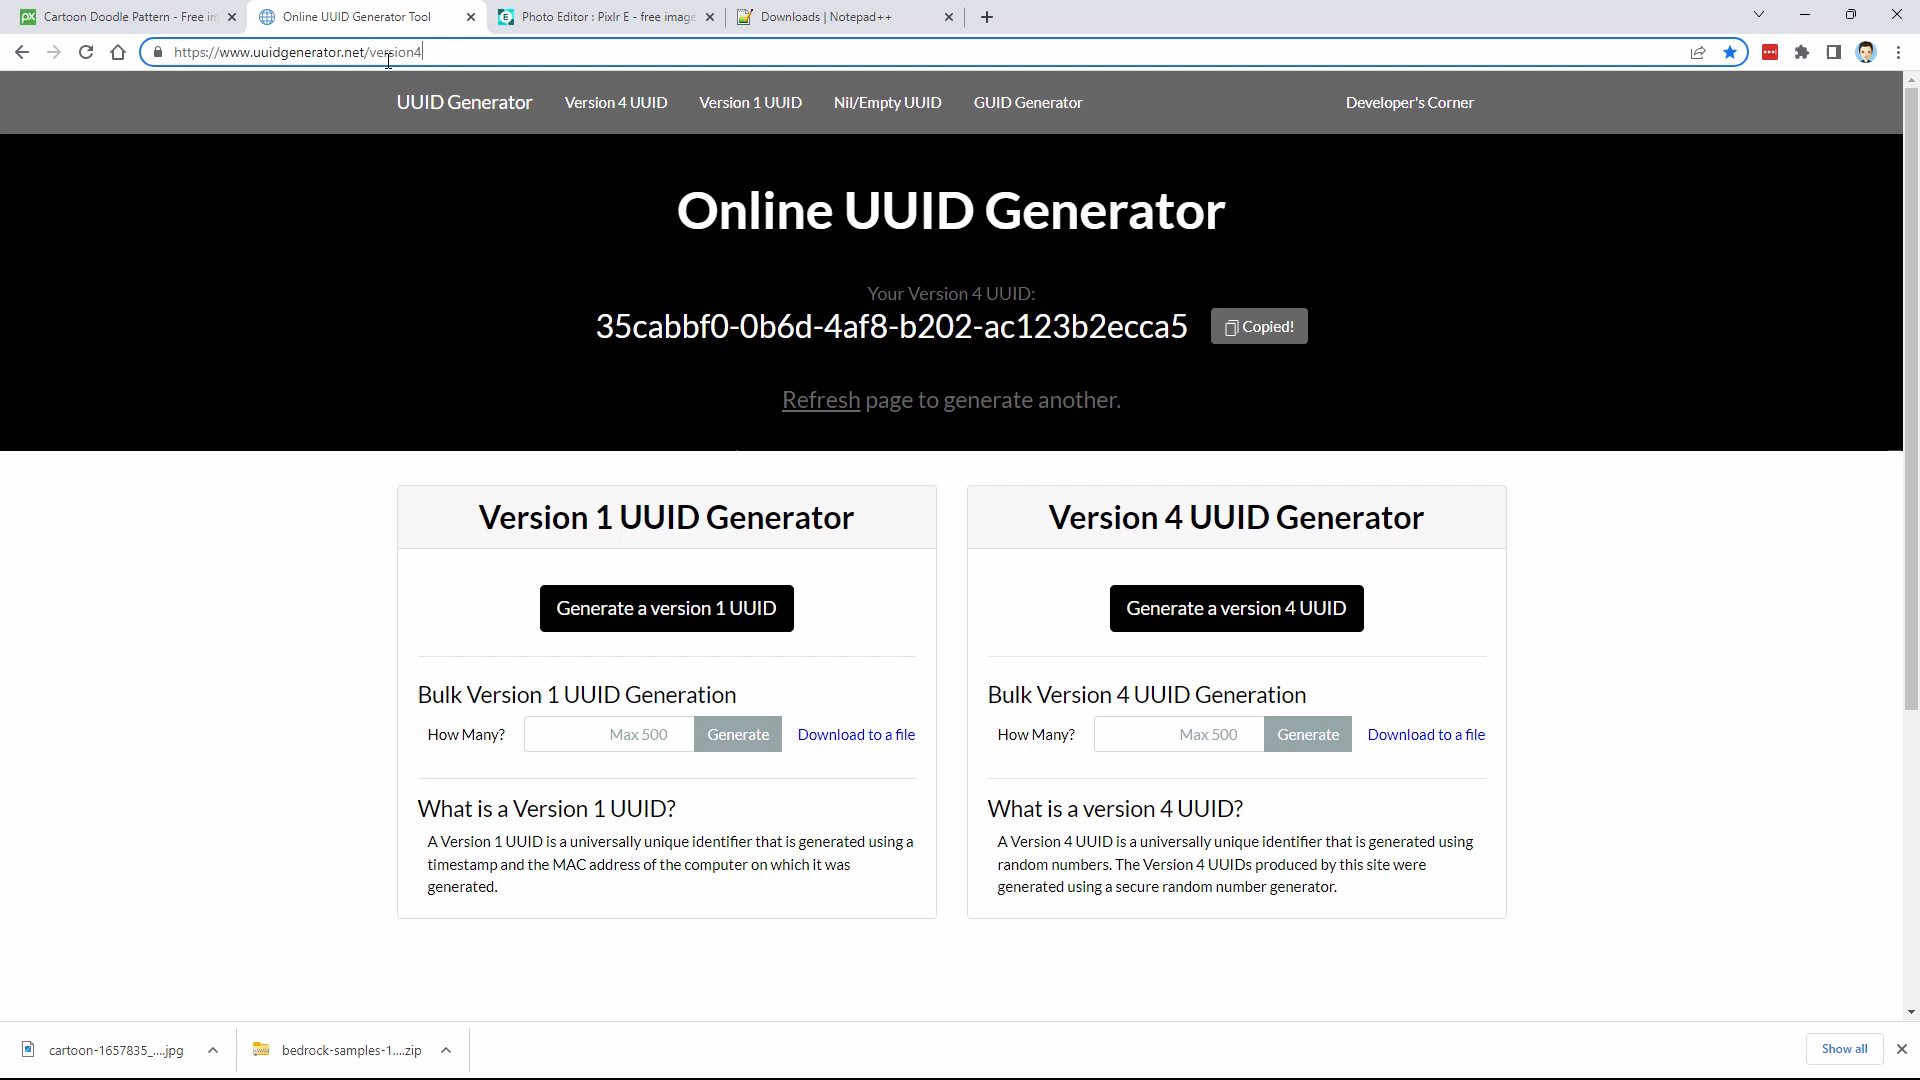 Cartoon Doodle Pattern - Free im
Online UUID Generator Tool
Photo Editor : Pixlr E - free image
Downloads | Notepad++
https://www.uuidgenerator.net/version4
UUID Generator
Version 4 UUID
Version 1 UUID
Nil/Empty UUID
GUID Generator
Developer's Corner
Online UUID Generator
Your Version 4 UUID:
35cabbf0-0b6d-4af8-b202-ac123b2ecca5
Copied!
Refresh page to generate another.
Version 1 UUID Generator
Generate a version 1 UUID
Bulk Version 1 UUID Generation
How Many?
Max 500
Generate
Download to a file
What is a Version 1 UUID?
A Version 1 UUID is a universally unique identifier that is generated using a
timestamp and the MAC address of the computer on which it was
generated.
Version 4 UUID Generator
Generate a version 4 UUID
Bulk Version 4 UUID Generation
How Many?
Max 500
Generate
Download to a file
What is a version 4 UUID?
A Version 4 UUID is a universally unique identifier that is generated using
random numbers. The Version 4 UUIDs produced by this site were
generated using a secure random number generator.
cartoon-1657835_....jpg
bedrock-samples-1....zip
Show all